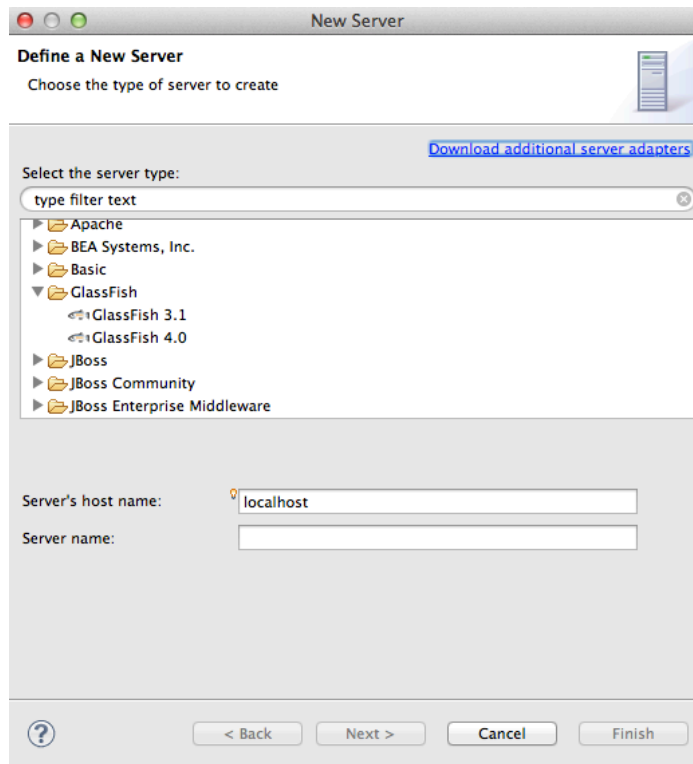 New Server
Define a New Server
Choose the type of server to create
Download additional server adapters
Select the server type:
type filter text
Apache
BEA Systems, Inc.
Basic
GlassFish
GlassFish 3.1
GlassFish 4.0
JBoss
JBoss Community
JBoss Enterprise Middleware
Server's host name: localhost
Server name:
? < Back Next > Cancel Finish